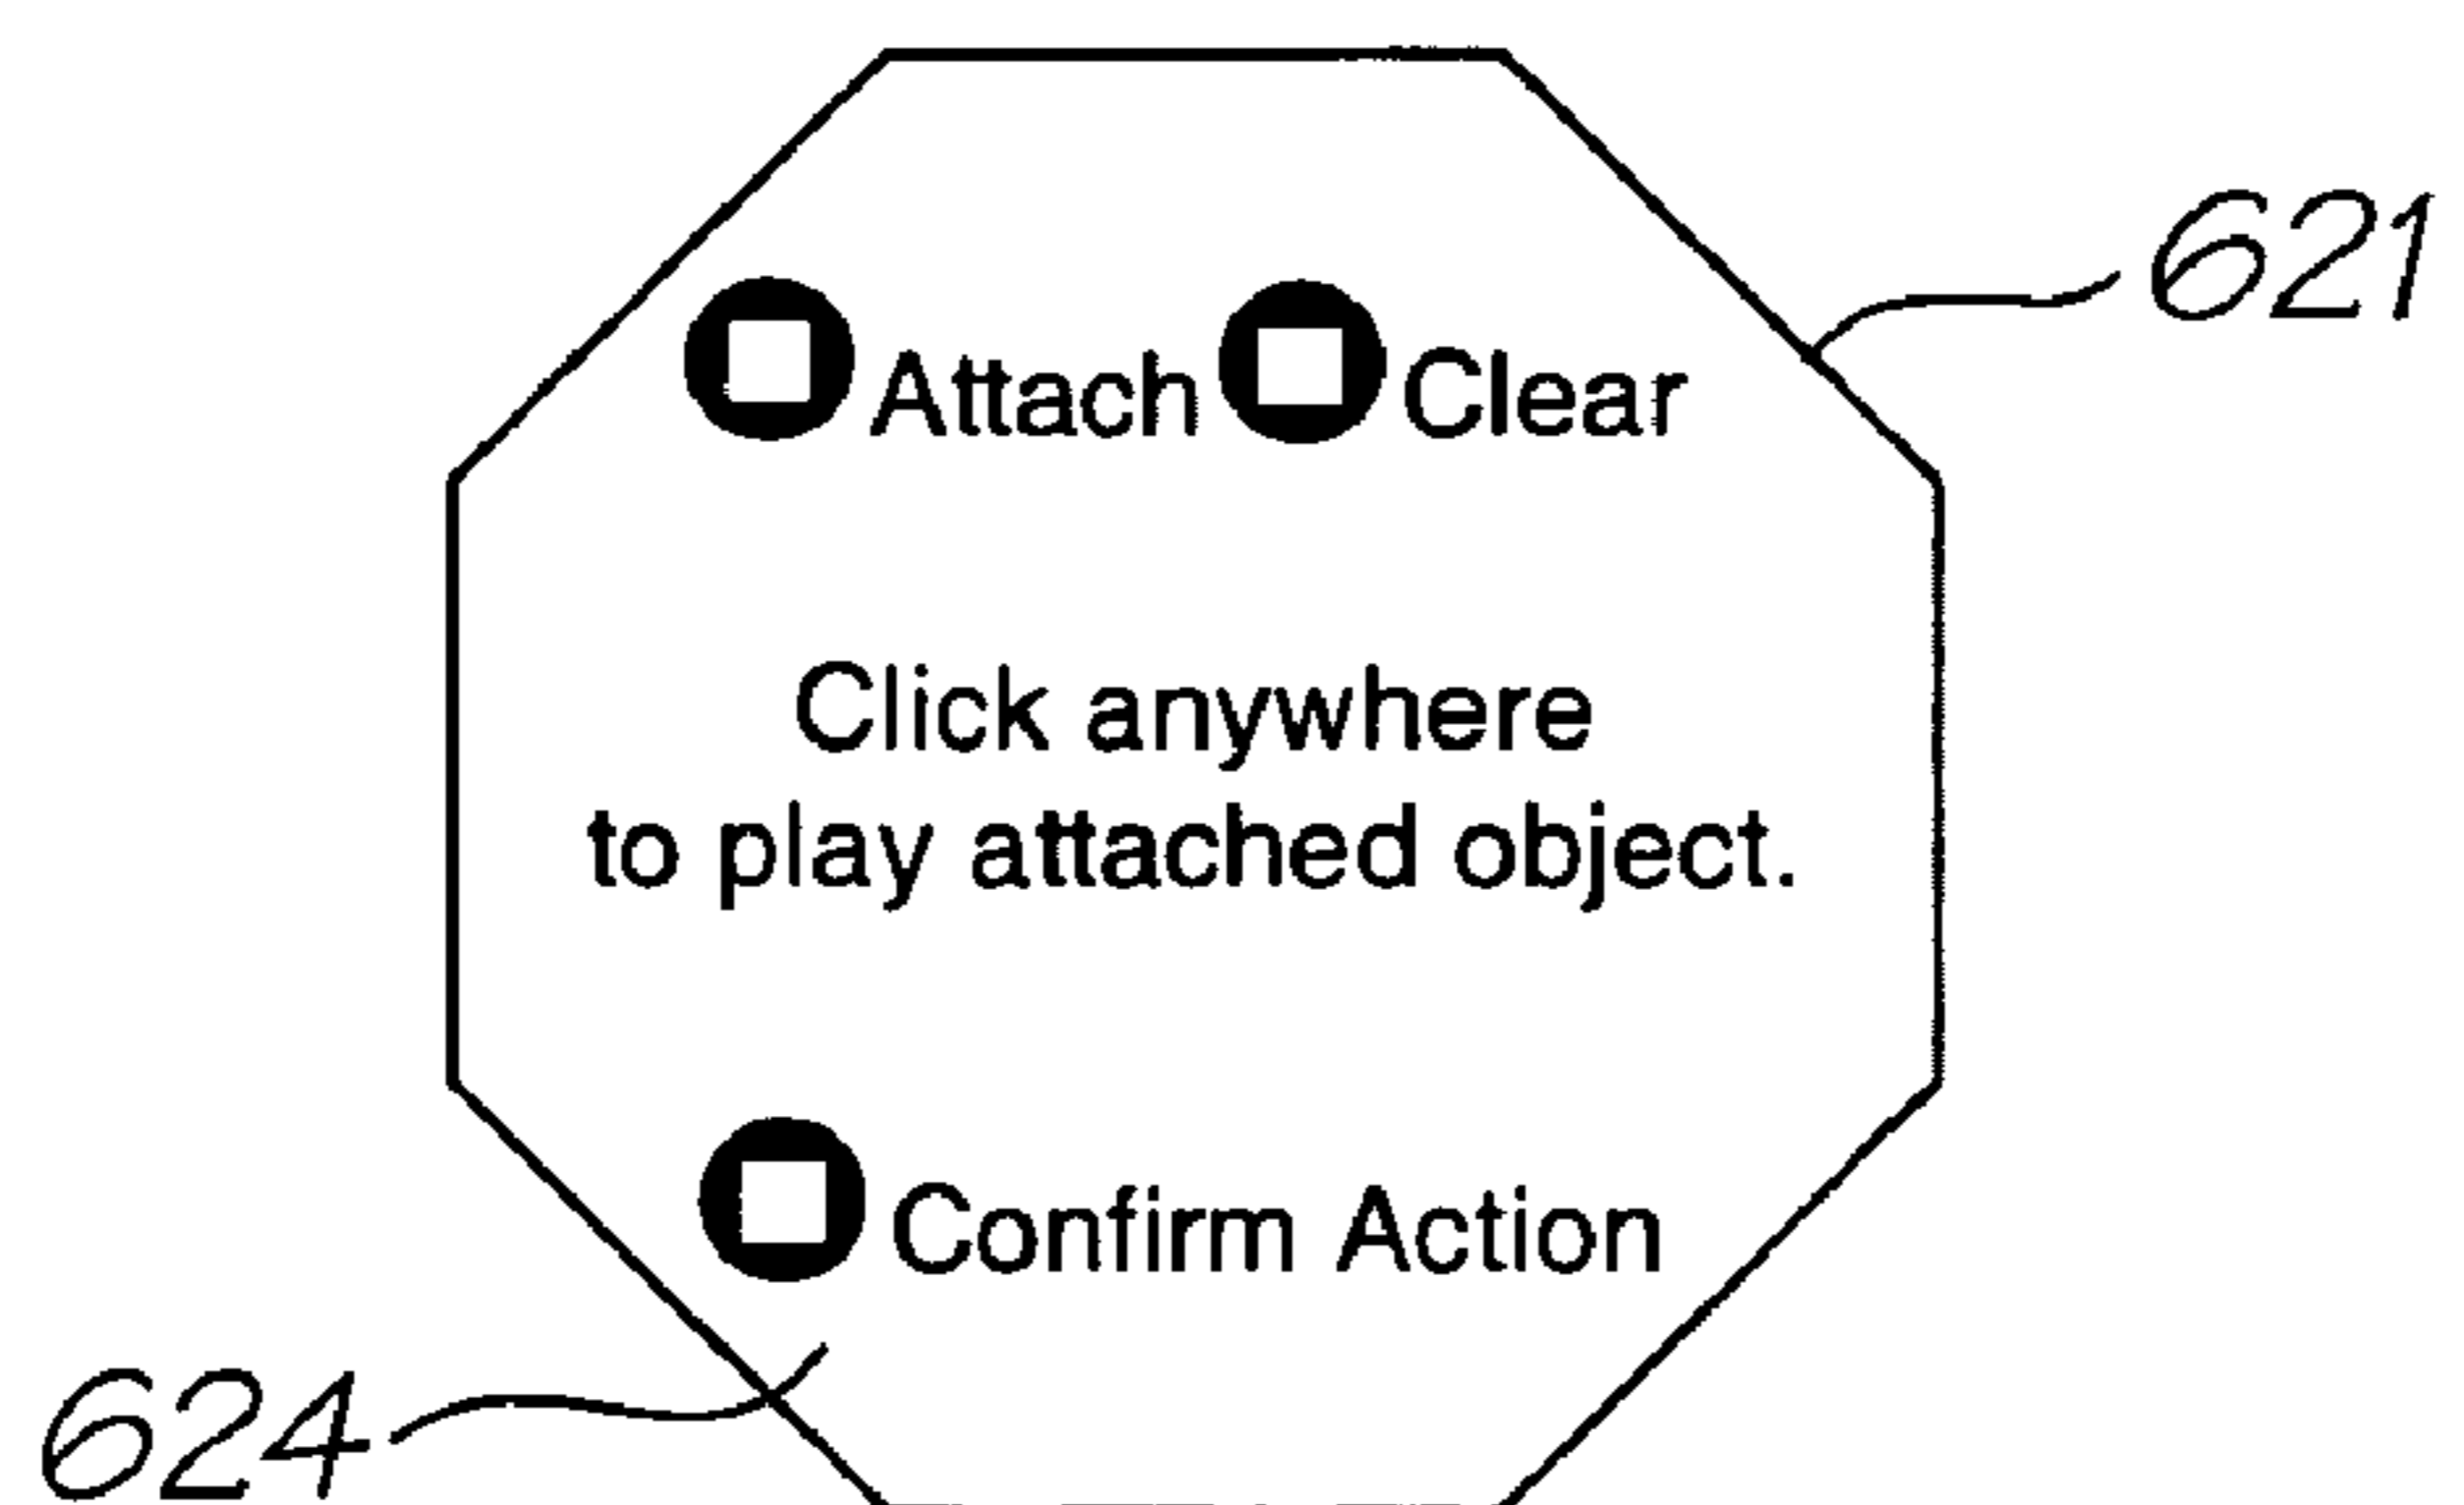 621
Attach Clear
Click anywhere
to play attached object.
Confirm Action
624